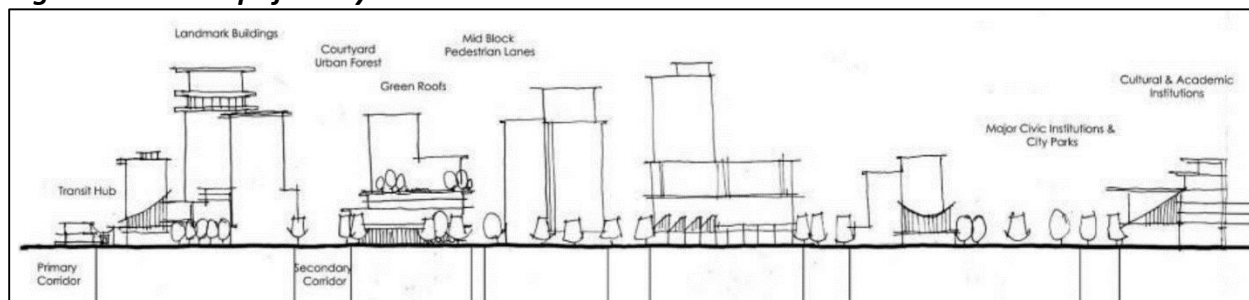 Landmark Buildings
Courtyard
Urban Forest
Mid Block
Pedestrian Lanes
Green Roofs
Cultural & Academic
Institutions
Major Civic Institutions &
City Parks
Transit Hub
Primary
Corridor
Secondary
Corridor